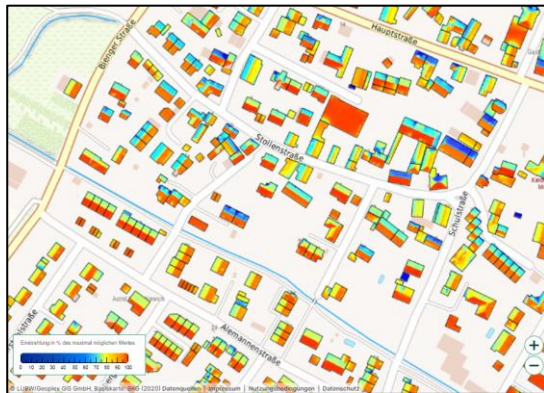 Hauptstraße
Bienger Straße
Stollenstraße
Schulstraße
Alemannenstraße
Einstrahlung in % des maximal möglichen Wertes
0 10 20 30 40 50 60 70 80 90 100
© LUBW/Geoplex GIS GmbH, Basiskarte: BKG (2020) Datenquellen | Impressum | Nutzungsbedingungen | Datenschutz
+
−